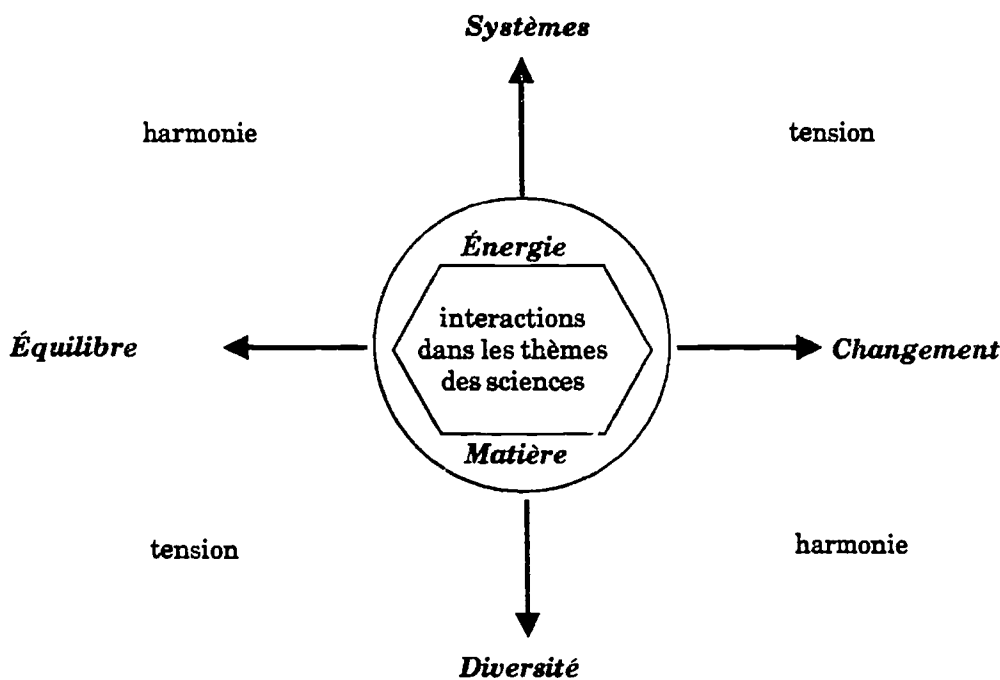 Systèmes
harmonie
tension
Énergie
interactions
dans les thèmes
des sciences
Équilibre
Changement
Matière
tension
harmonie
Diversité